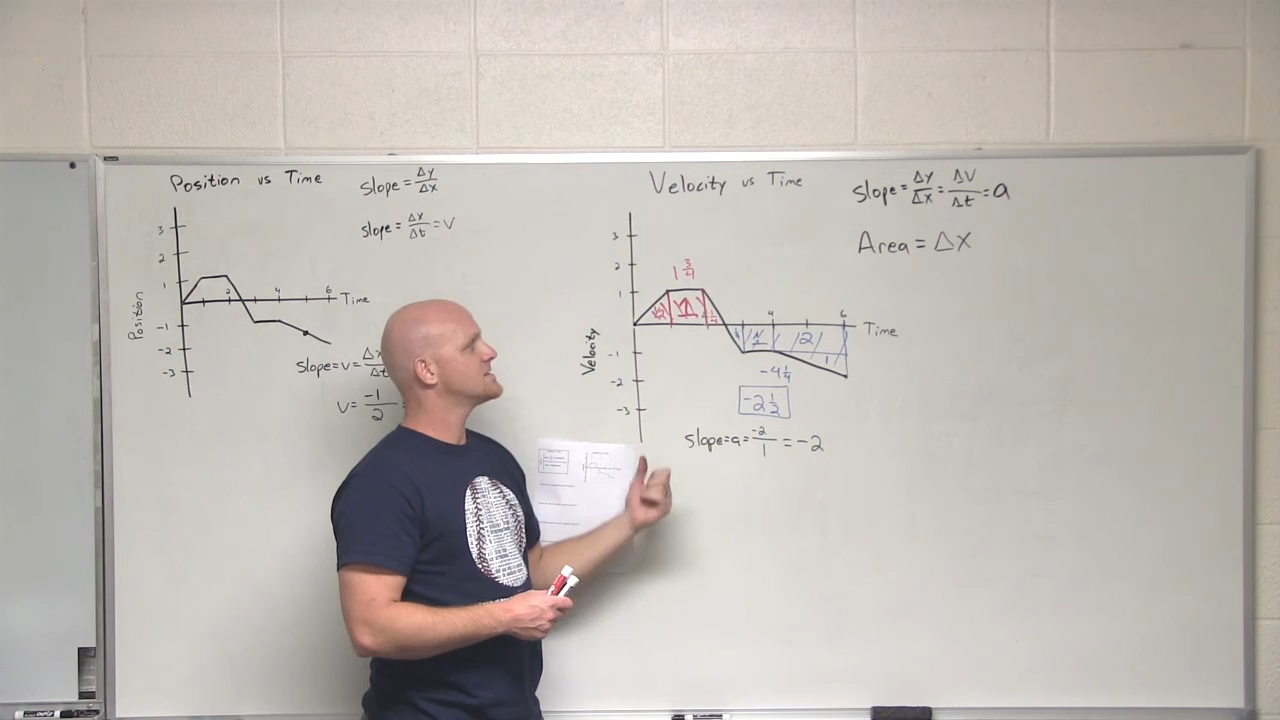 Position vs Time
slope = Δy/Δx
slope = Δx/Δt = V
3
2
1
-1
-2
-3
2
4
6
Time
Position
slope = v = Δx/Δt
v = -1/2 =
Velocity vs Time
slope = Δy/Δx = ΔV/Δt = a
Area = ΔX
3
2
1
-1
-2
-3
1 3/4
1/2
1
1/4
4
6
Time
Velocity
1/4
1
2
1
-4 1/4
-2 1/2
slope = a = -2/1 = -2